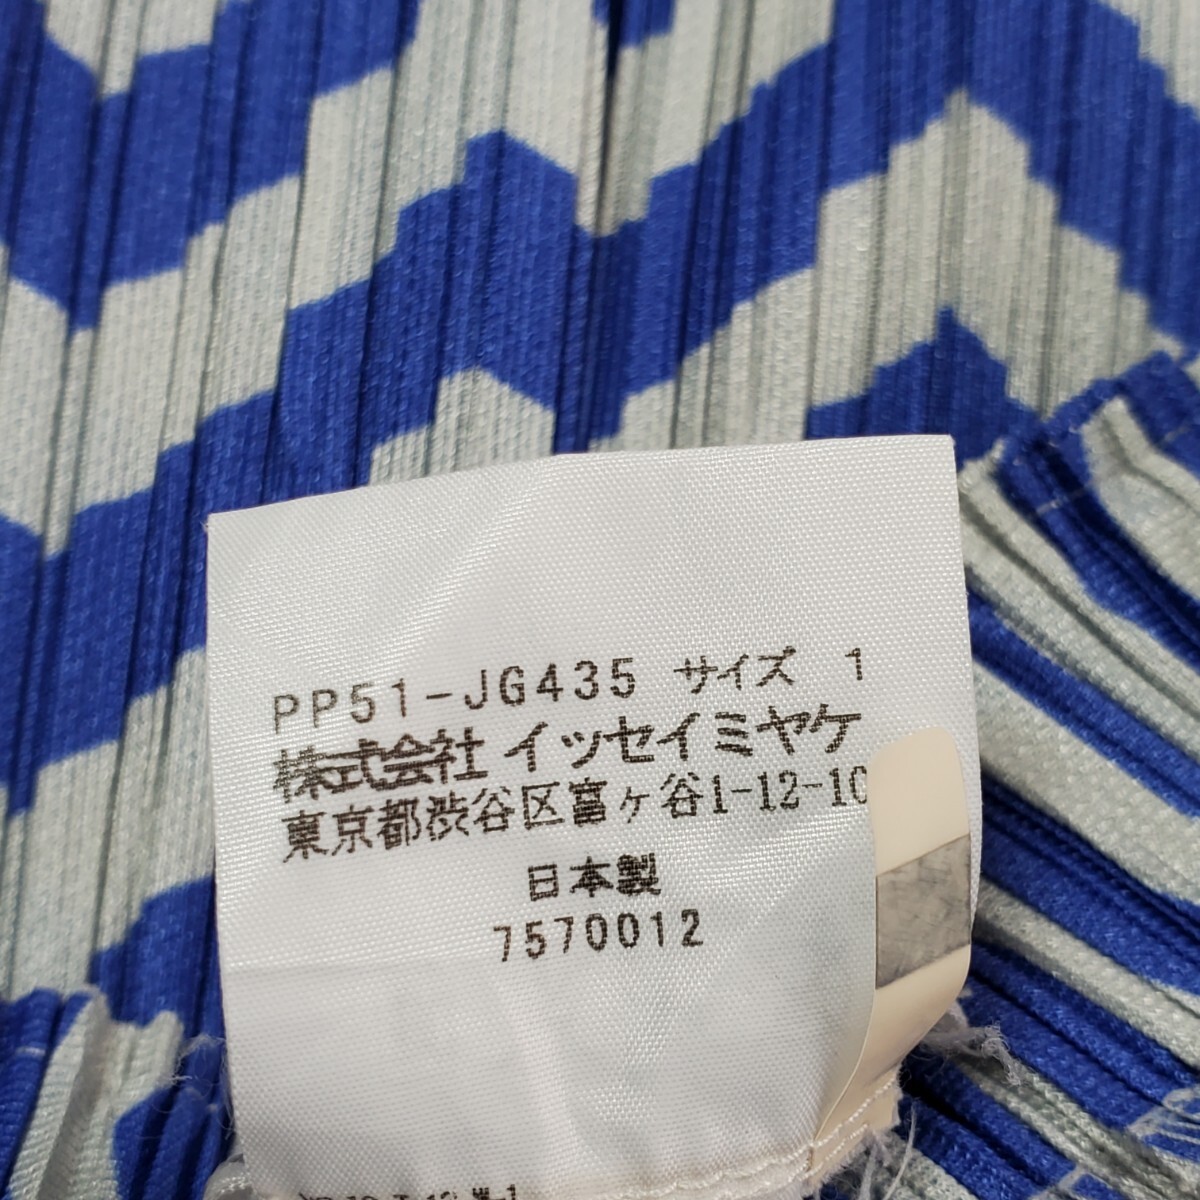 PP51-JG435 サイズ 1
株式会社 イッセイミヤケ
東京都渋谷区富ヶ谷1-12-10
日本製
7570012